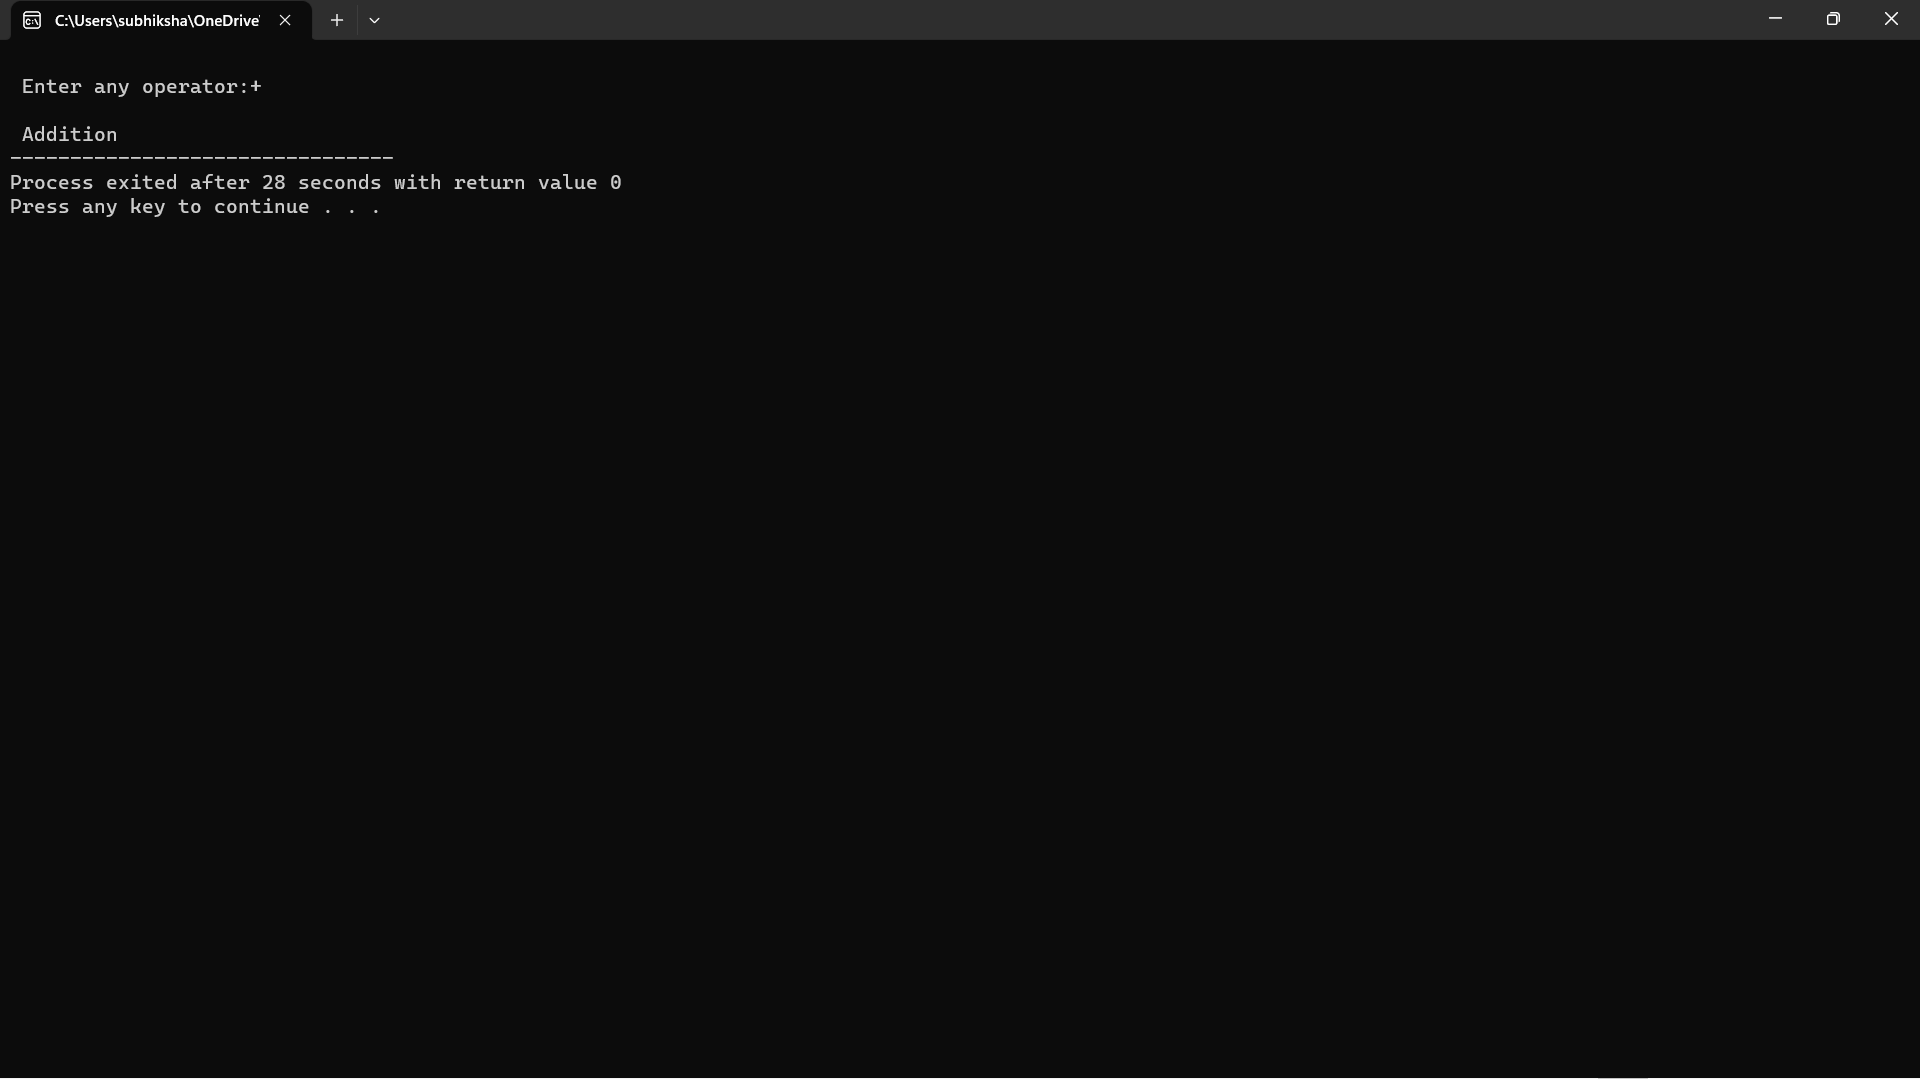 C:\Users\subhiksha\OneDrive\
Enter any operator:+
Addition
--------------------------------
Process exited after 28 seconds with return value 0
Press any key to continue . . .